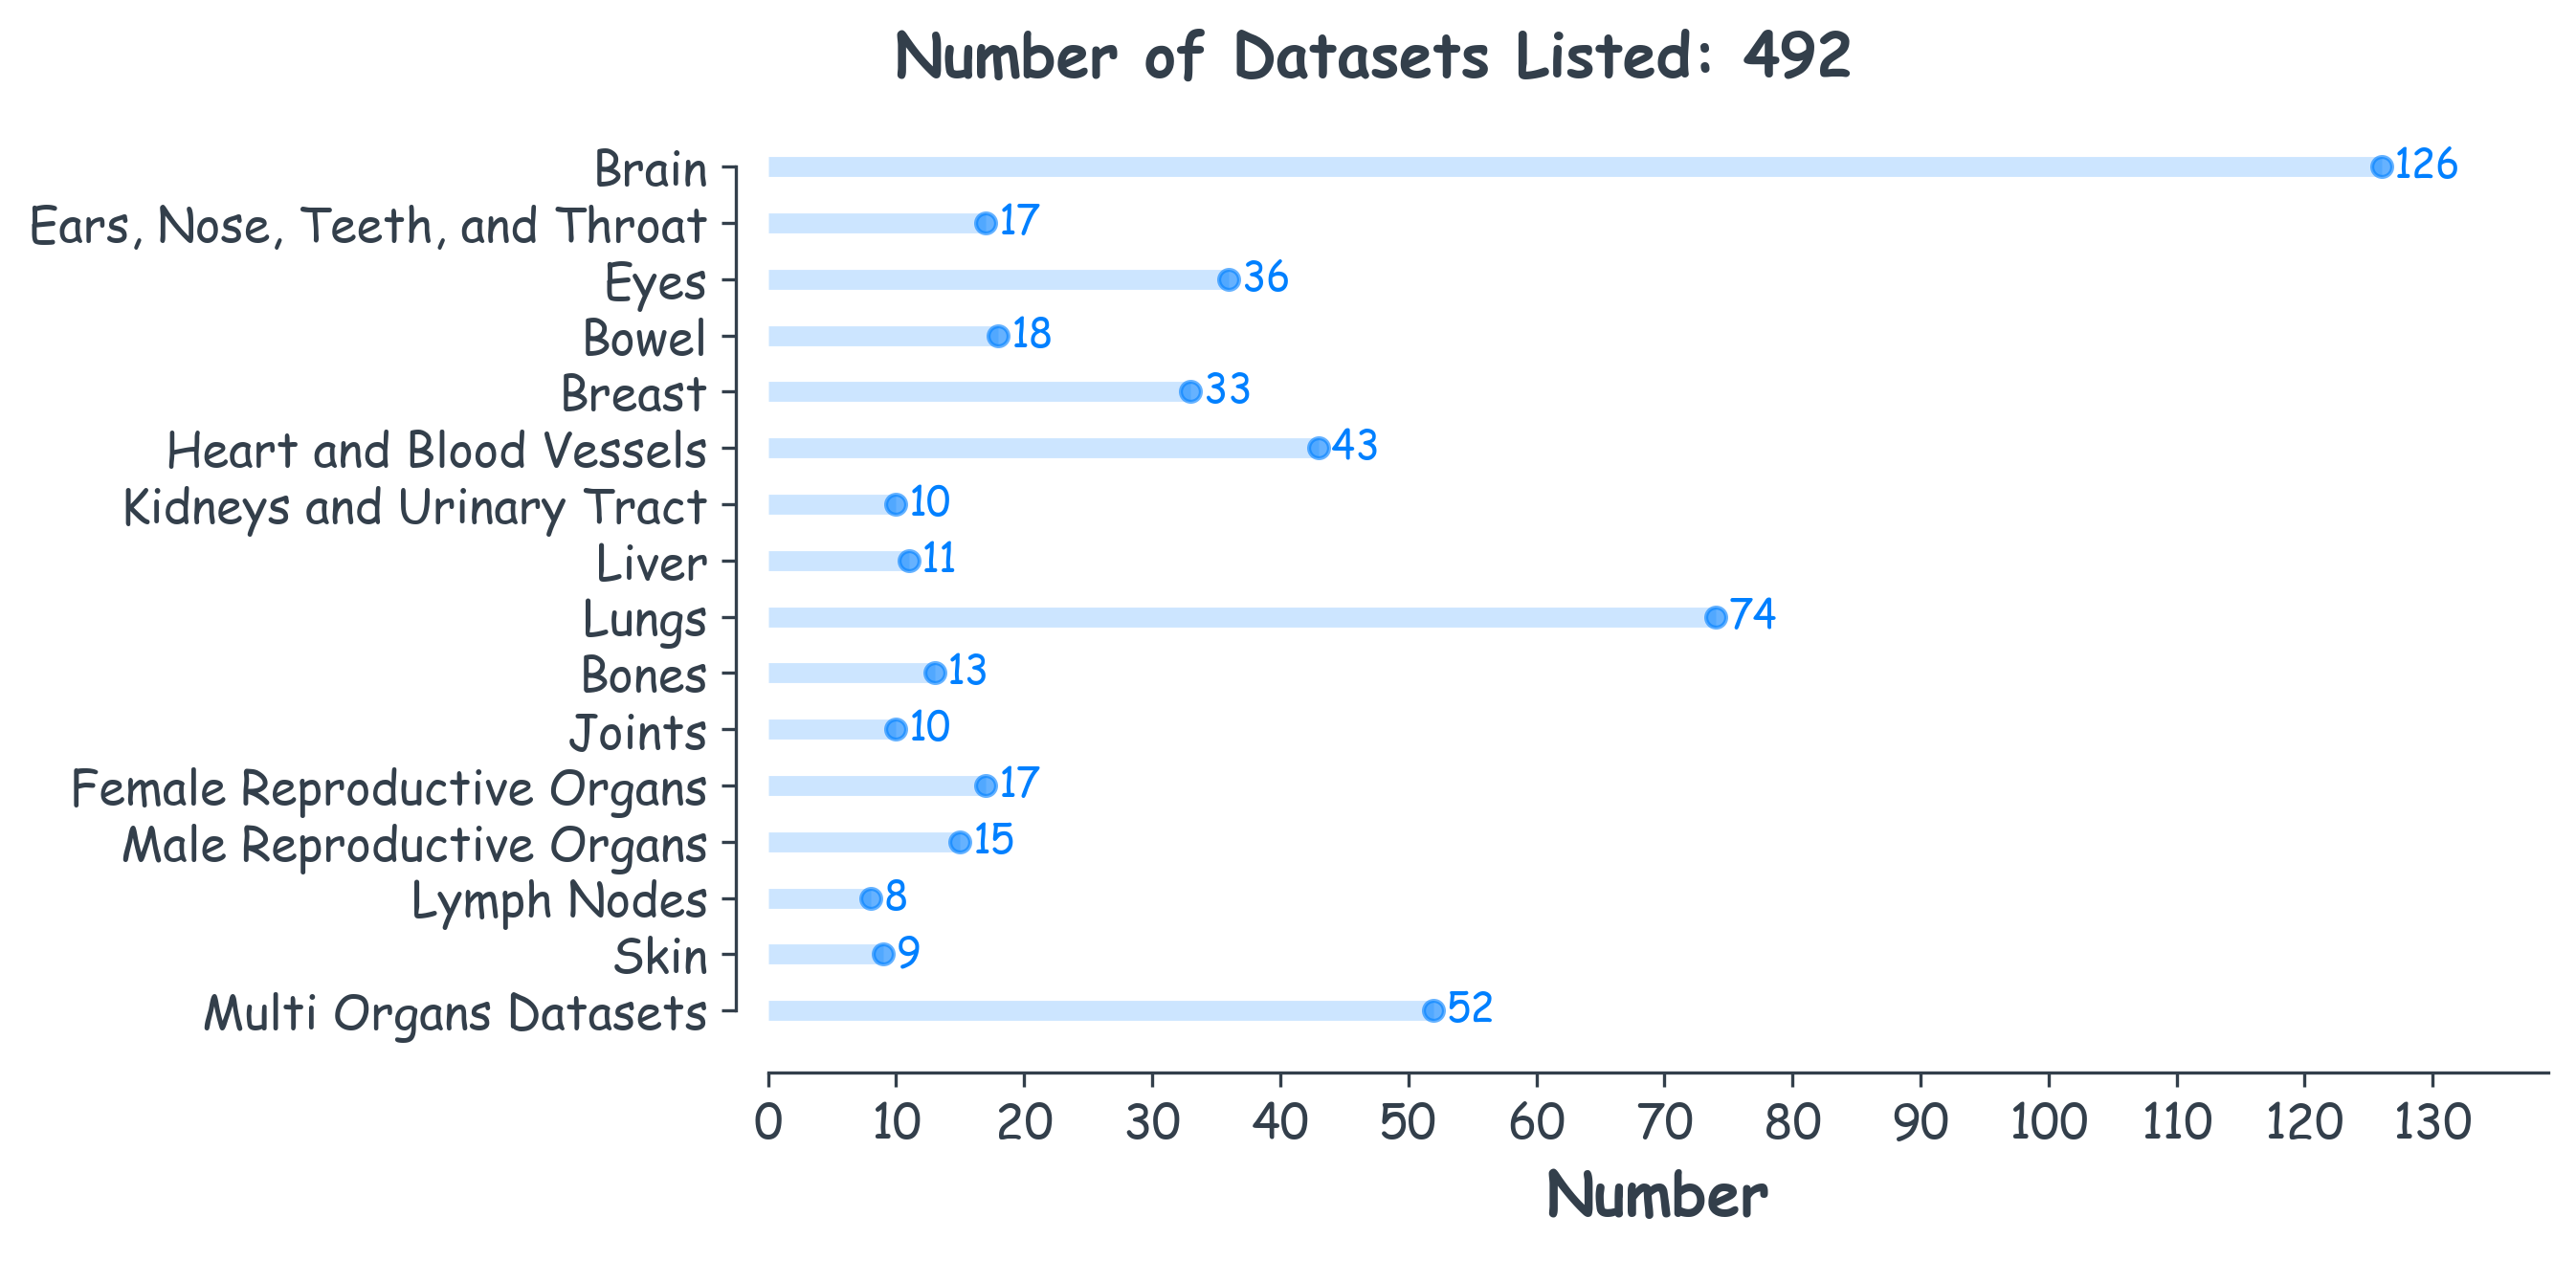 Number of Datasets Listed: 492
Brain 126
Ears, Nose, Teeth, and Throat 17
Eyes 36
Bowel 18
Breast 33
Heart and Blood Vessels 43
Kidneys and Urinary Tract 10
Liver 11
Lungs 74
Bones 13
Joints 10
Female Reproductive Organs 17
Male Reproductive Organs 15
Lymph Nodes 8
Skin 9
Multi Organs Datasets 52
0 10 20 30 40 50 60 70 80 90 100 110 120 130
Number